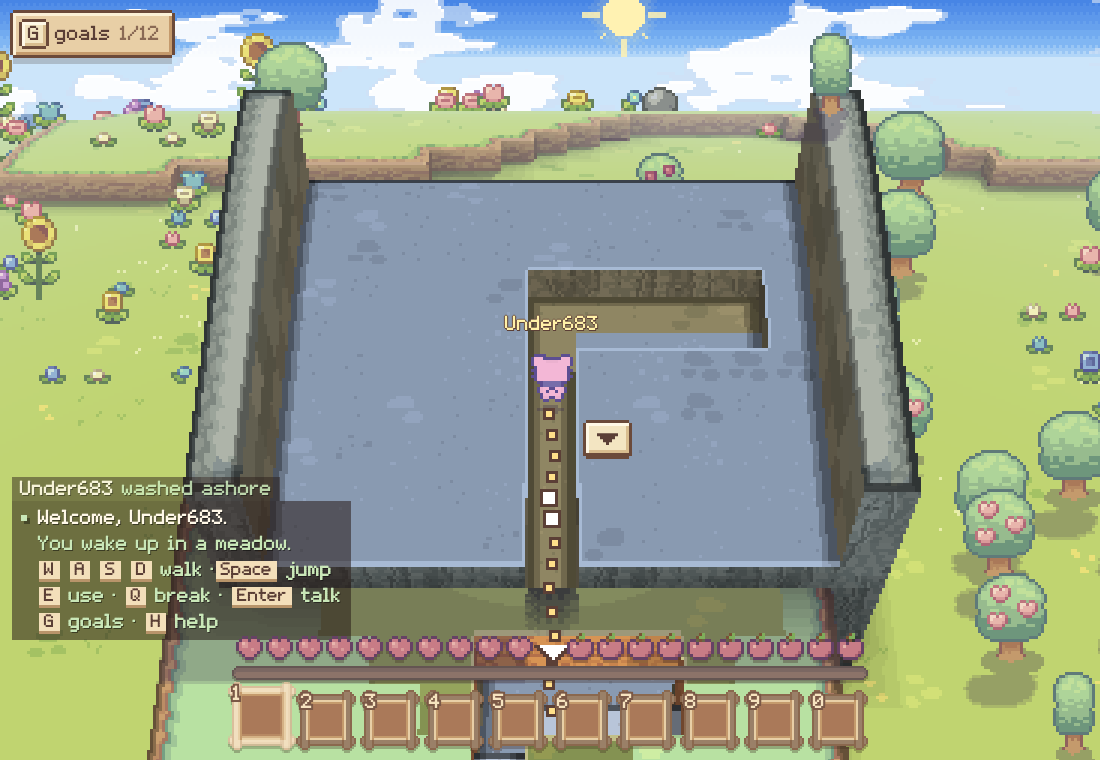 G goals 1/12
Under683
Under683 washed ashore
Welcome, Under683.
You wake up in a meadow.
W A S D walk · Space jump
E use · Q break · Enter talk
G goals · H help
1 2 3 4 5 6 7 8 9 0